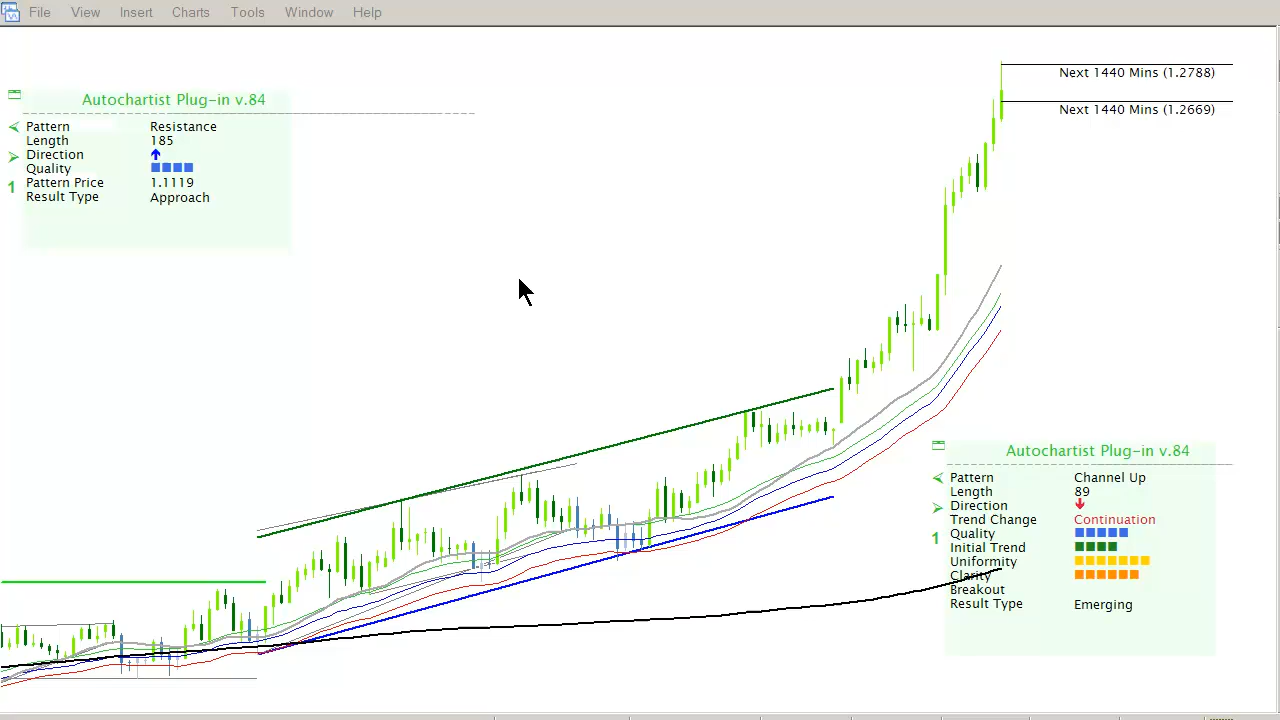 File View Insert Charts Tools Window Help
Next 1440 Mins (1.2788)
Next 1440 Mins (1.2669)
Autochartist Plug-in v.84
Pattern Resistance
Length 185
Direction
Quality
1
Pattern Price 1.1119
Result Type Approach
Autochartist Plug-in v.84
Pattern Channel Up
Length 89
Direction
Trend Change Continuation
Quality
1
Initial Trend
Uniformity
Clarity
Breakout
Result Type Emerging